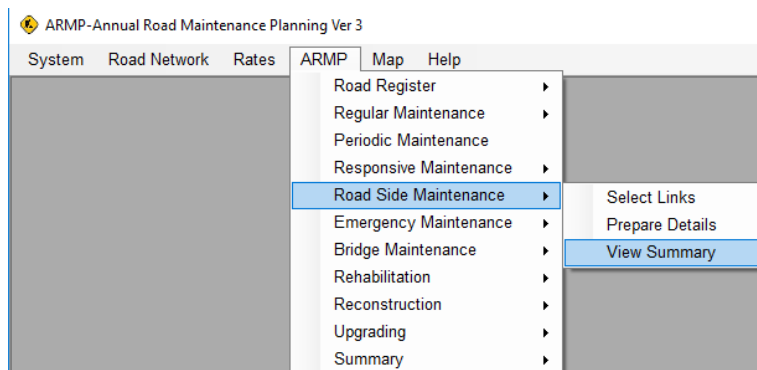 ARMP-Annual Road Maintenance Planning Ver 3
System Road Network Rates ARMP Map Help
Road Register
Regular Maintenance
Periodic Maintenance
Responsive Maintenance
Road Side Maintenance
Select Links
Emergency Maintenance
Prepare Details
Bridge Maintenance
View Summary
Rehabilitation
Reconstruction
Upgrading
Summary